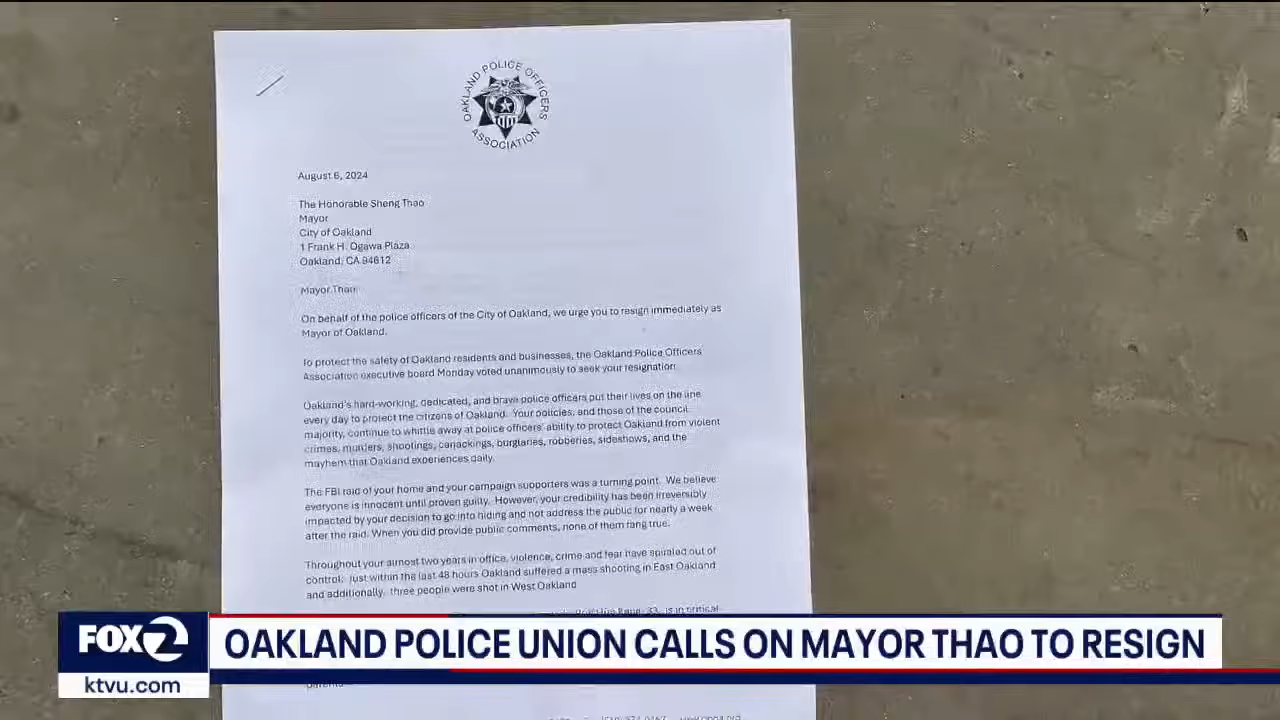 OAKLAND POLICE OFFICERS
ASSOCIATION
August 6, 2024
The Honorable Sheng Thao
Mayor
City of Oakland
1 Frank H. Ogawa Plaza
Oakland, CA 94612
Mayor Thao:
On behalf of the police officers of the City of Oakland, we urge you to resign immediately as
Mayor of Oakland.
To protect the safety of Oakland residents and businesses, the Oakland Police Officers
Association executive board Monday voted unanimously to seek your resignation.
Oakland's hard-working, dedicated, and brave police officers put their lives on the line
every day to protect the citizens of Oakland. Your policies, and those of the council
majority, continue to whittle away at police officers' ability to protect Oakland from violent
crimes, murders, shootings, carjackings, burglaries, robberies, sideshows, and the
mayhem that Oakland experiences daily.
The FBI raid of your home and your campaign supporters was a turning point. We believe
everyone is innocent until proven guilty. However, your credibility has been irreversibly
impacted by your decision to go into hiding and not address the public for nearly a week
after the raid. When you did provide public comments, none of them rang true.
Throughout your almost two years in office, violence, crime and fear have spiraled out of
control. Just within the last 48 hours Oakland suffered a mass shooting in East Oakland
and additionally, three people were shot in West Oakland
33, is in critical
FOX 2
OAKLAND POLICE UNION CALLS ON MAYOR THAO TO RESIGN
ktvu.com